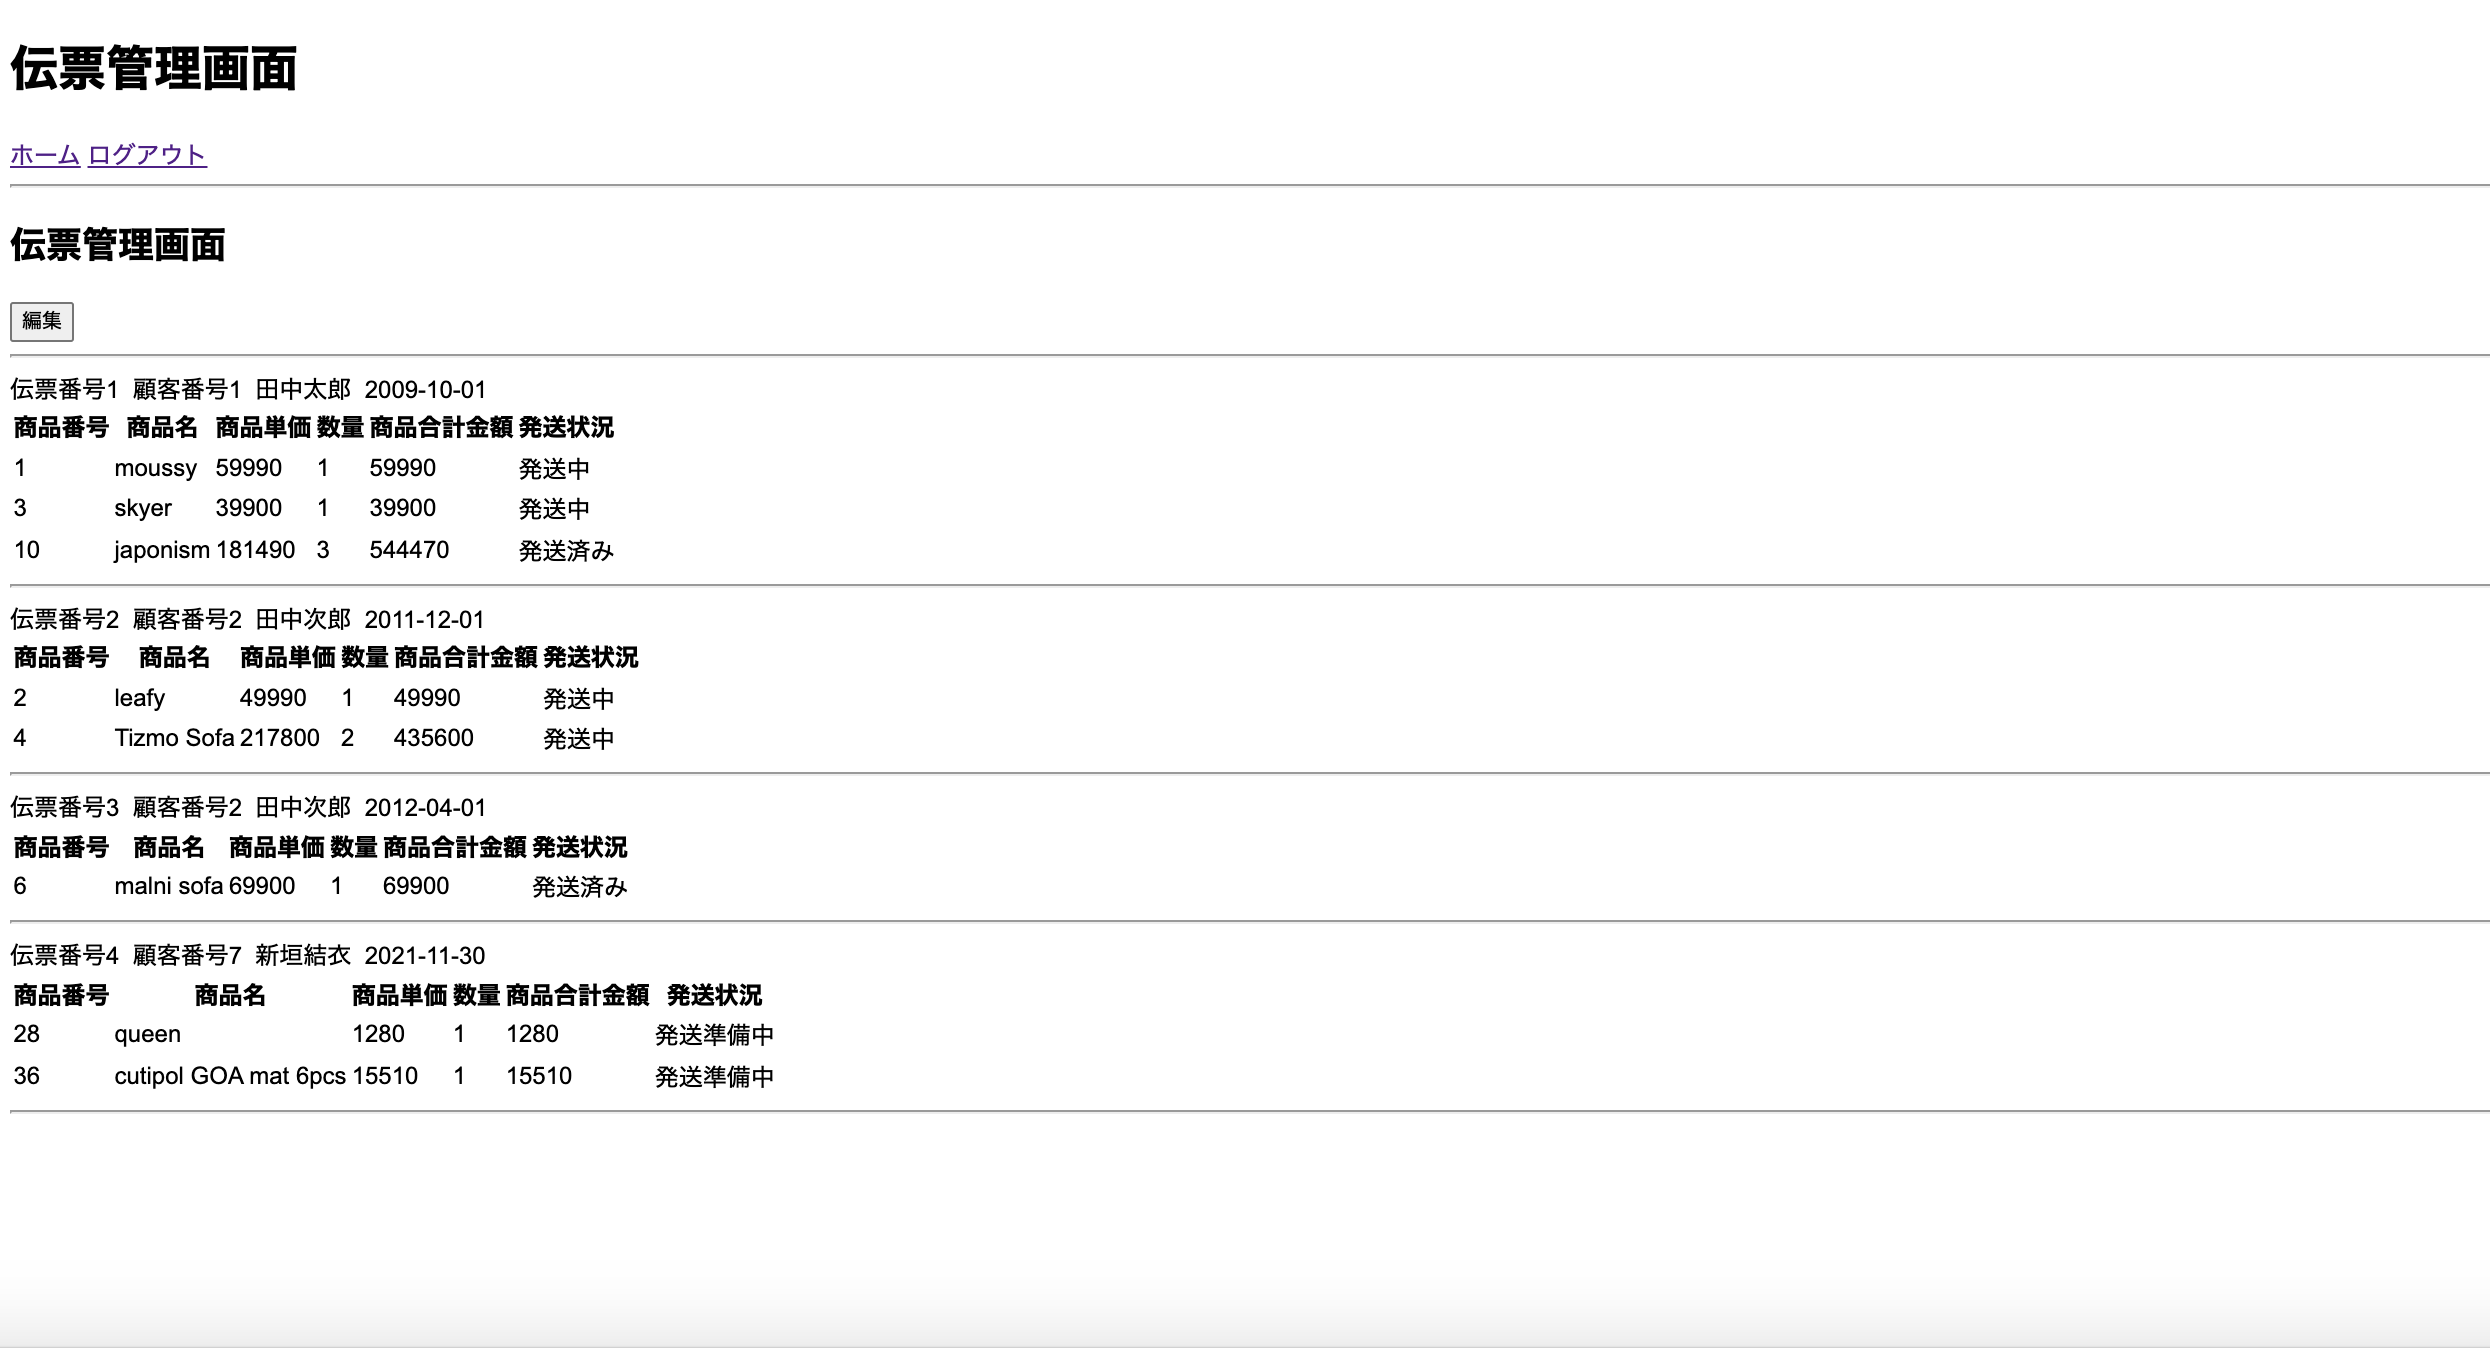 伝票管理画面
ホーム ログアウト
伝票管理画面
編集
伝票番号1 顧客番号1 田中太郎 2009-10-01
商品番号 商品名 商品単価 数量 商品合計金額 発送状況
1 moussy 59990 1 59990 発送中
3 skyer 39900 1 39900 発送中
10 japonism 181490 3 544470 発送済み
伝票番号2 顧客番号2 田中次郎 2011-12-01
商品番号 商品名 商品単価 数量 商品合計金額 発送状況
2 leafy 49990 1 49990 発送中
4 Tizmo Sofa 217800 2 435600 発送中
伝票番号3 顧客番号2 田中次郎 2012-04-01
商品番号 商品名 商品単価 数量 商品合計金額 発送状況
6 malni sofa 69900 1 69900 発送済み
伝票番号4 顧客番号7 新垣結衣 2021-11-30
商品番号 商品名 商品単価 数量 商品合計金額 発送状況
28 queen 1280 1 1280 発送準備中
36 cutipol GOA mat 6pcs 15510 1 15510 発送準備中